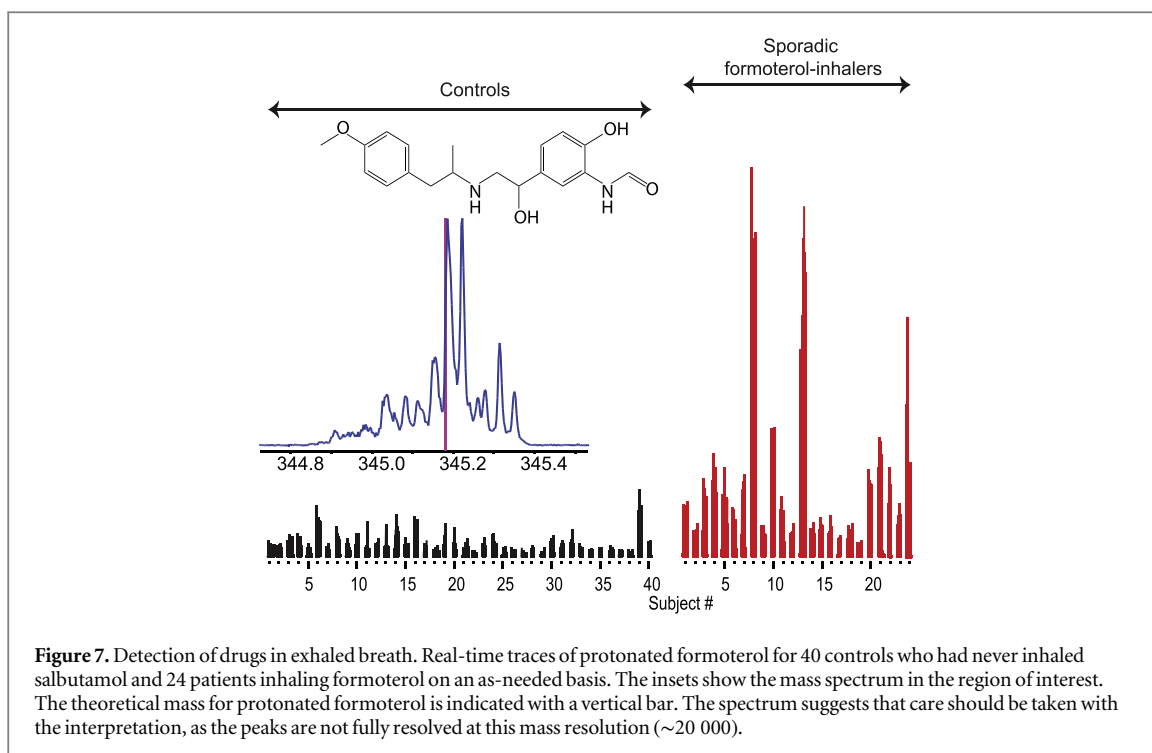 Sporadic
formoterol-inhalers
Controls
O
OH
N
H
OH
N
H
O
344.8 345.0 345.2 345.4
5 10 15 20 25 30 35 40
5 10 15 20
Subject #
Figure 7. Detection of drugs in exhaled breath. Real-time traces of protonated formoterol for 40 controls who had never inhaled
salbutamol and 24 patients inhaling formoterol on an as-needed basis. The insets show the mass spectrum in the region of interest.
The theoretical mass for protonated formoterol is indicated with a vertical bar. The spectrum suggests that care should be taken with
the interpretation, as the peaks are not fully resolved at this mass resolution (~20 000).